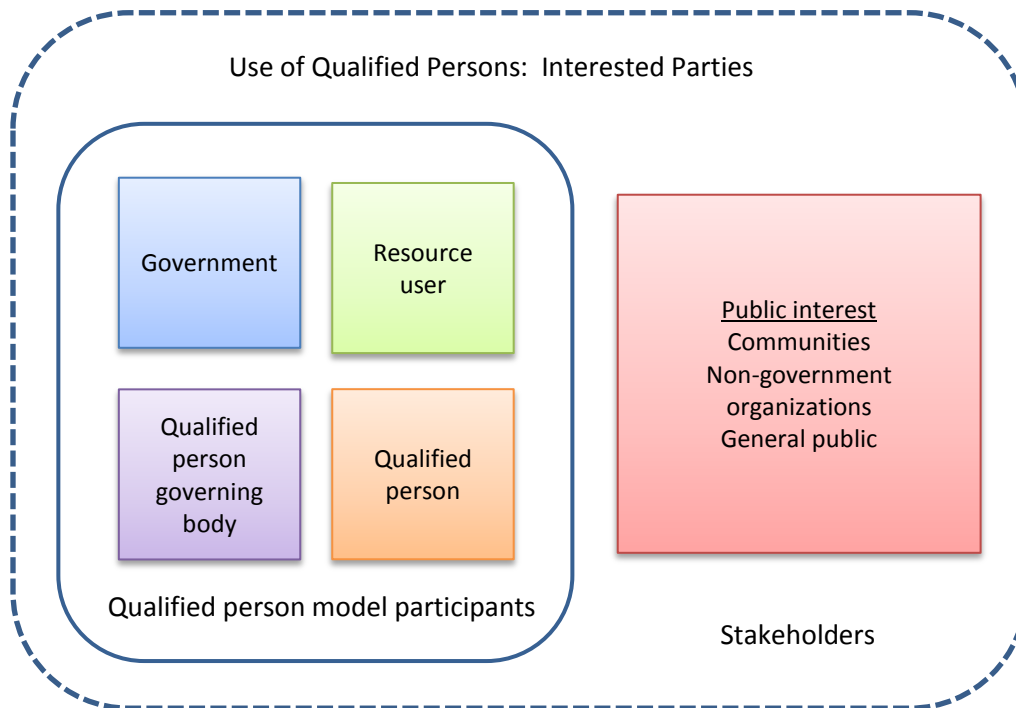 Use of Qualified Persons:  Interested Parties
Government
Resource
user
Qualified
person
governing
body
Qualified
person
Qualified person model participants
Public interest
Communities
Non-government
organizations
General public
Stakeholders